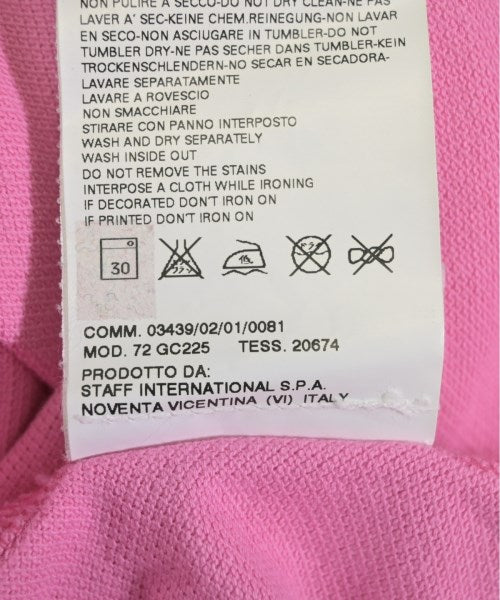 NON PULIRE A SECCO-DO NOT DRY CLEAN-NE PAS
LAVER A' SEC-KEINE CHEM.REINEGUNG-NON LAVAR
EN SECO-NON ASCIUGARE IN TUMBLER-DO NOT
TUMBLER DRY-NE PAS SECHER DANS TUMBLER-KEIN
TROCKENSCHLENDERN-NO SECAR EN SECADORA-
LAVARE SEPARATAMENTE
LAVARE A ROVESCIO
NON SMACCHIARE
STIRARE CON PANNO INTERPOSTO
WASH AND DRY SEPARATELY
WASH INSIDE OUT
DO NOT REMOVE THE STAINS
INTERPOSE A CLOTH WHILE IRONING
IF DECORATED DON'T IRON ON
IF PRINTED DON'T IRON ON
30 低
COMM. 03439/02/01/0081
MOD. 72 GC225 TESS. 20674
PRODOTTO DA:
STAFF INTERNATIONAL S.P.A.
NOVENTA VICENTINA (VI) ITALY